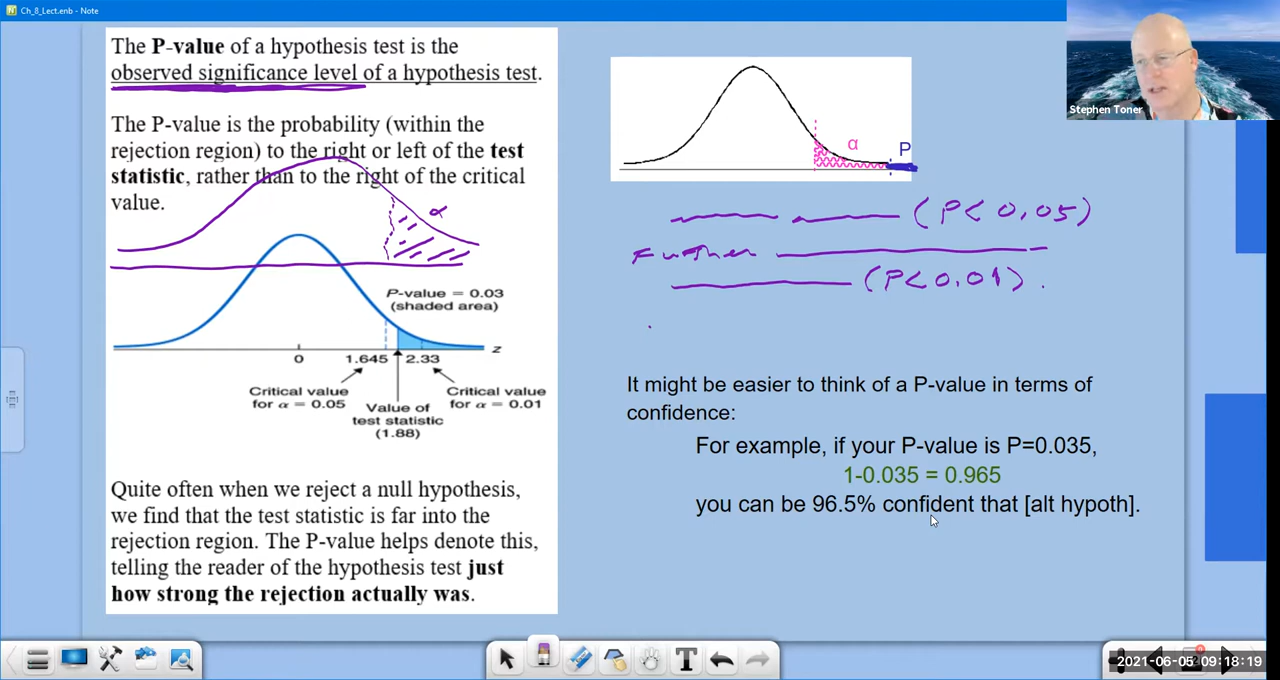 Ch_8_Lect.enb - Note
The P-value of a hypothesis test is the
observed significance level of a hypothesis test.
The P-value is the probability (within the
rejection region) to the right or left of the test
statistic, rather than to the right of the critical
value.
α
P-value = 0.03
(shaded area)
z
0
1.645
2.33
Critical value
for α = 0.05
Value of
test statistic
(1.88)
Critical value
for α = 0.01
Quite often when we reject a null hypothesis,
we find that the test statistic is far into the
rejection region. The P-value helps denote this,
telling the reader of the hypothesis test just
how strong the rejection actually was.
α
P
(P< 0.05)
Further
(P<0.01).
It might be easier to think of a P-value in terms of
confidence:
For example, if your P-value is P=0.035,
1-0.035 = 0.965
you can be 96.5% confident that [alt hypoth].
Stephen Toner
T
2021-06-05 09:18:19